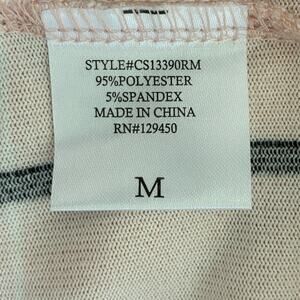 STYLE#CS13390RM
95%POLYESTER
5%SPANDEX
MADE IN CHINA
RN#129450
M